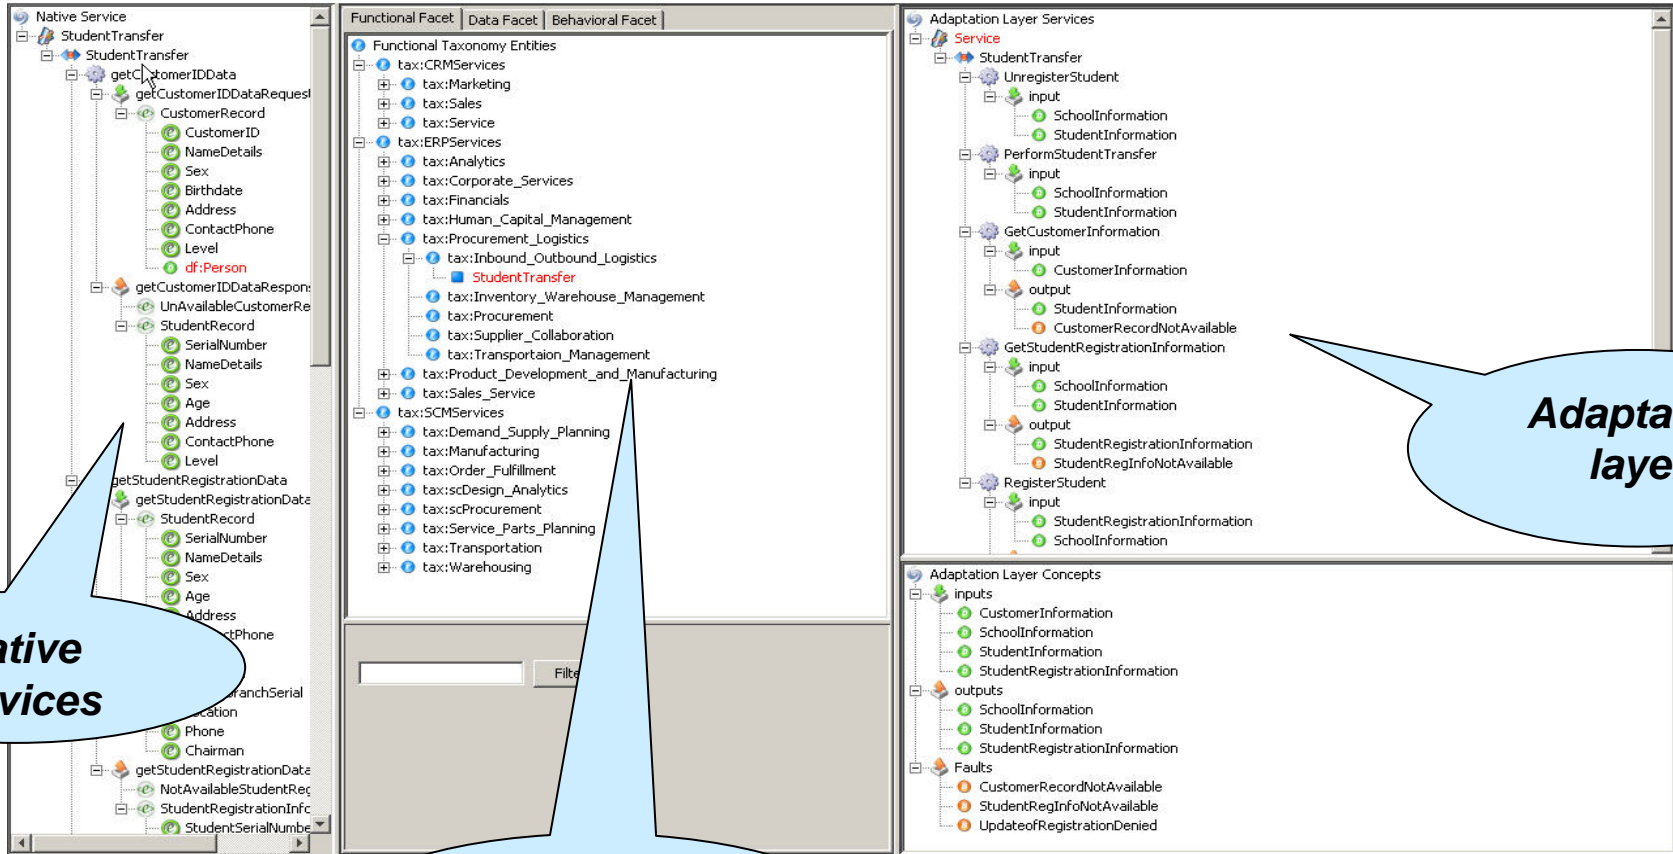 Native Service
StudentTransfer
StudentTransfer
getCustomerIDData
getCustomerIDDataRequest
CustomerRecord
CustomerID
NameDetails
Sex
Birthdate
Address
ContactPhone
Level
df:Person
getCustomerIDDataRespons
UnAvailableCustomerRe
StudentRecord
SerialNumber
NameDetails
Sex
Age
Address
ContactPhone
Level
getStudentRegistrationData
getStudentRegistrationData
StudentRecord
SerialNumber
NameDetails
Sex
Age
Address
ctPhone
ranchSerial
ocation
Phone
Chairman
getStudentRegistrationData
NotAvailableStudentReg
StudentRegistrationInfo
StudentSerialNumbe
ative
vices
Functional Facet Data Facet Behavioral Facet
Functional Taxonomy Entities
tax:CRMServices
tax:Marketing
tax:Sales
tax:Service
tax:ERPServices
tax:Analytics
tax:Corporate_Services
tax:Financials
tax:Human_Capital_Management
tax:Procurement_Logistics
tax:Inbound_Outbound_Logistics
StudentTransfer
tax:Inventory_Warehouse_Management
tax:Procurement
tax:Supplier_Collaboration
tax:Transportaion_Management
tax:Product_Development_and_Manufacturing
tax:Sales_Service
tax:SCMServices
tax:Demand_Supply_Planning
tax:Manufacturing
tax:Order_Fulfillment
tax:scDesign_Analytics
tax:scProcurement
tax:Service_Parts_Planning
tax:Transportation
tax:Warehousing
Filte
Adaptation Layer Services
Service
StudentTransfer
UnregisterStudent
input
SchoolInformation
StudentInformation
PerformStudentTransfer
input
SchoolInformation
StudentInformation
GetCustomerInformation
input
CustomerInformation
output
StudentInformation
CustomerRecordNotAvailable
GetStudentRegistrationInformation
input
SchoolInformation
StudentInformation
output
StudentRegistrationInformation
StudentRegInfoNotAvailable
RegisterStudent
input
StudentRegistrationInformation
SchoolInformation
Adapta
laye
Adaptation Layer Concepts
inputs
CustomerInformation
SchoolInformation
StudentInformation
StudentRegistrationInformation
outputs
SchoolInformation
StudentInformation
StudentRegistrationInformation
Faults
CustomerRecordNotAvailable
StudentRegInfoNotAvailable
UpdateofRegistrationDenied